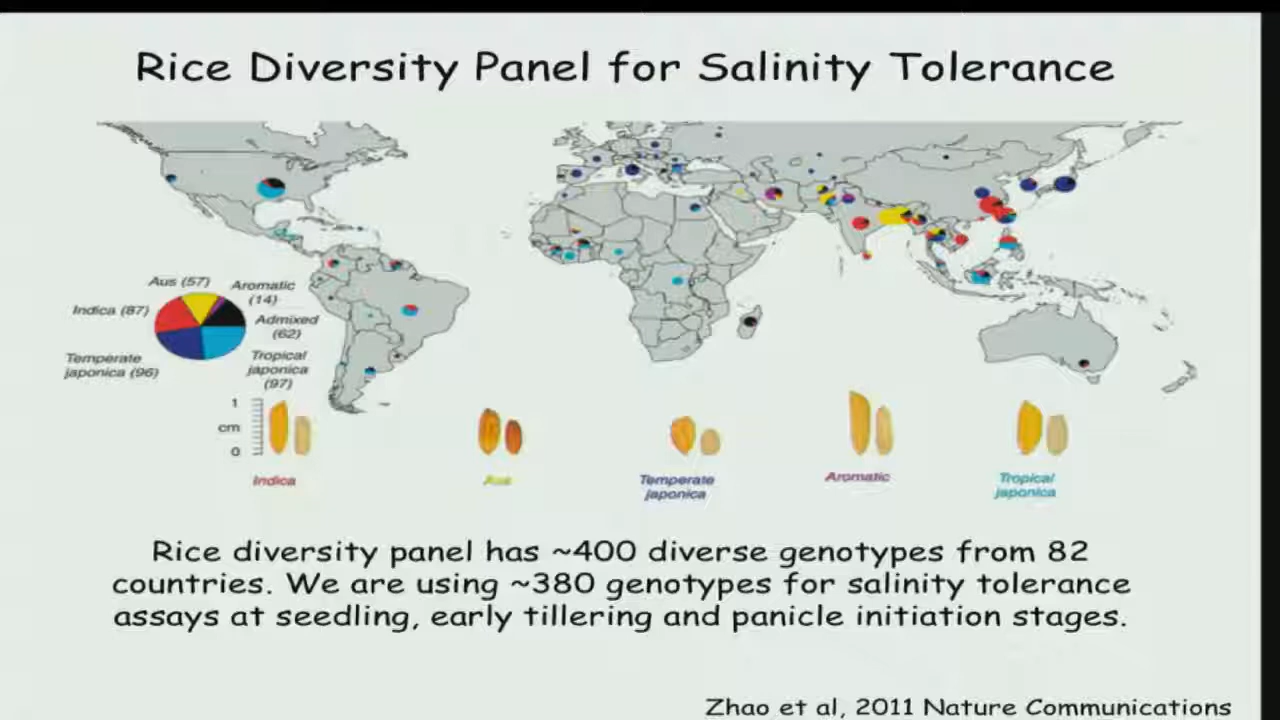 Rice Diversity Panel for Salinity Tolerance
Aus (57)
Aromatic
(14)
Indica (87)
Admixed
(62)
Temperate
japonica (96)
Tropical
japonica
(97)
1
cm
0
Indica
Aus
Temperate
japonica
Aromatic
Tropical
japonica
Rice diversity panel has ~400 diverse genotypes from 82
countries. We are using ~380 genotypes for salinity tolerance
assays at seedling, early tillering and panicle initiation stages.
Zhao et al, 2011 Nature Communications